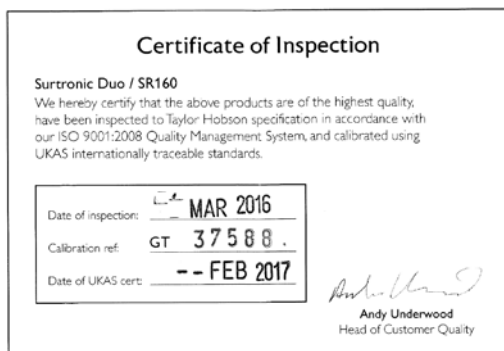 Certificate of Inspection
Surtronic Duo / SR160
We hereby certify that the above products are of the highest quality,
have been inspected to Taylor Hobson specification in accordance with
our ISO 9001:2008 Quality Management System, and calibrated using
UKAS internationally traceable standards.
Date of inspection: MAR 2016
Calibration ref: GT 37588.
Date of UKAS cert: -- FEB 2017
Andy Underwood
Head of Customer Quality